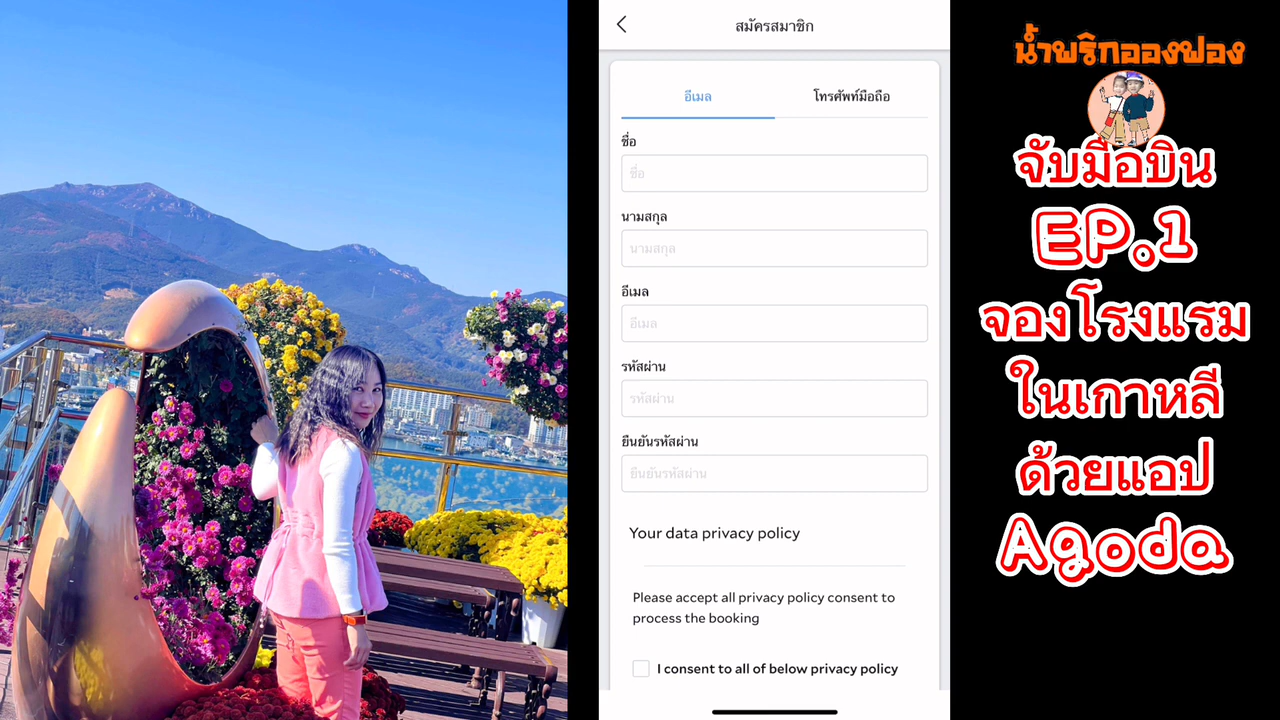 สมัครสมาชิก
อีเมล
โทรศัพท์มือถือ
ชื่อ
ชื่อ
นามสกุล
นามสกุล
อีเมล
อีเมล
รหัสผ่าน
รหัสผ่าน
ยืนยันรหัสผ่าน
ยืนยันรหัสผ่าน
Your data privacy policy
Please accept all privacy policy consent to
process the booking
I consent to all of below privacy policy
น้ำพริกอองฟอง
จับมือบิน
EP.1
จองโรงแรม
ในเกาหลี
ด้วยแอป
Agoda